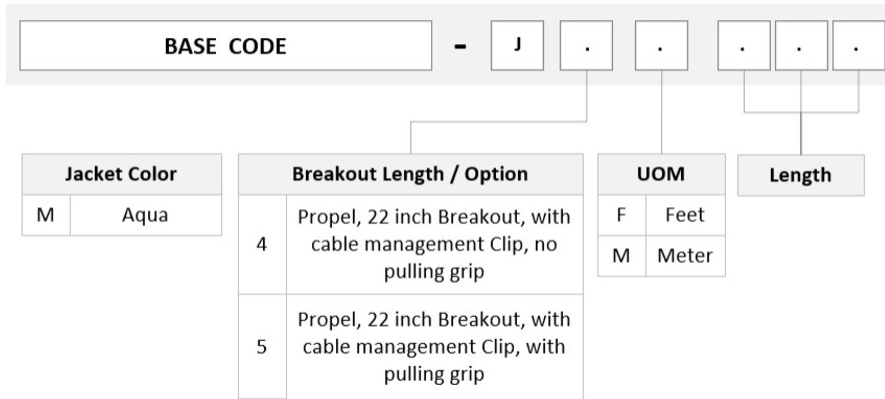 BASE CODE - J . . . . .
Jacket Color
M Aqua
Breakout Length / Option
4 Propel, 22 inch Breakout, with
cable management Clip, no
pulling grip
5 Propel, 22 inch Breakout, with
cable management Clip, with
pulling grip
UOM
F Feet
M Meter
Length